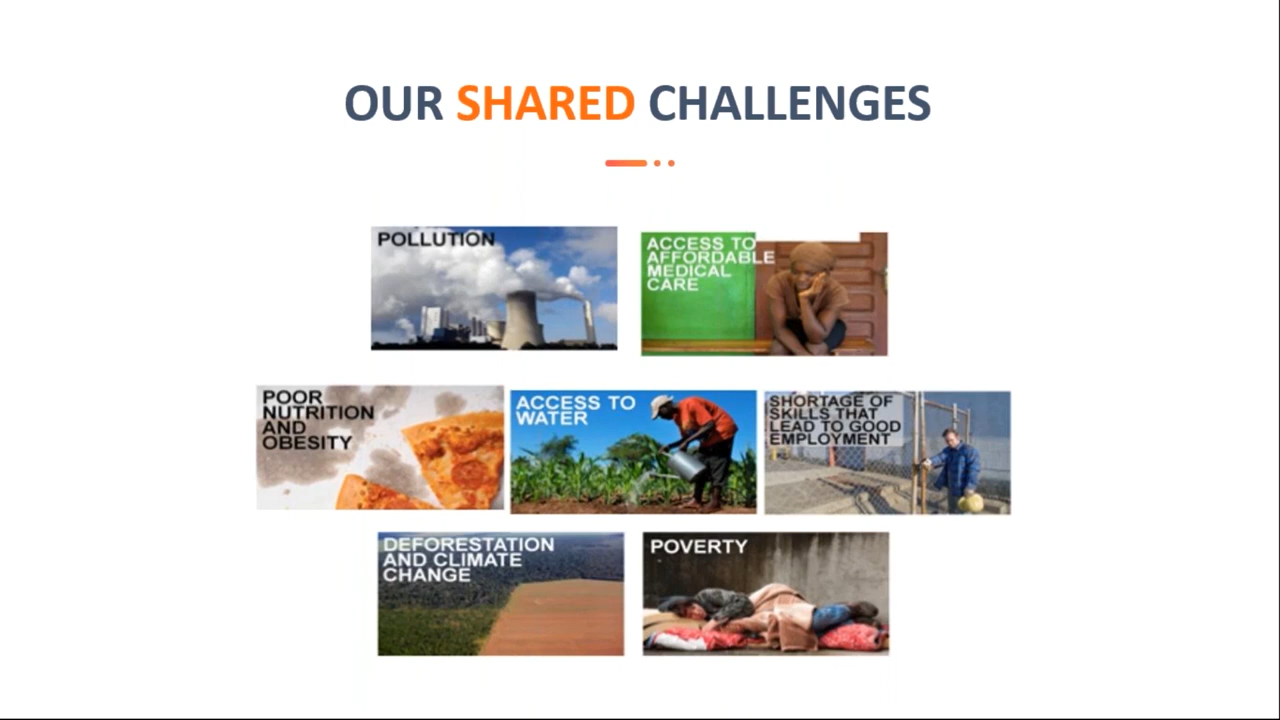 OUR SHARED CHALLENGES
POLLUTION
ACCESS TO
AFFORDABLE
MEDICAL
CARE
POOR
NUTRITION
AND
OBESITY
ACCESS TO
WATER
SHORTAGE OF
SKILLS THAT
LEAD TO GOOD
EMPLOYMENT
DEFORESTATION
AND CLIMATE
CHANGE
POVERTY